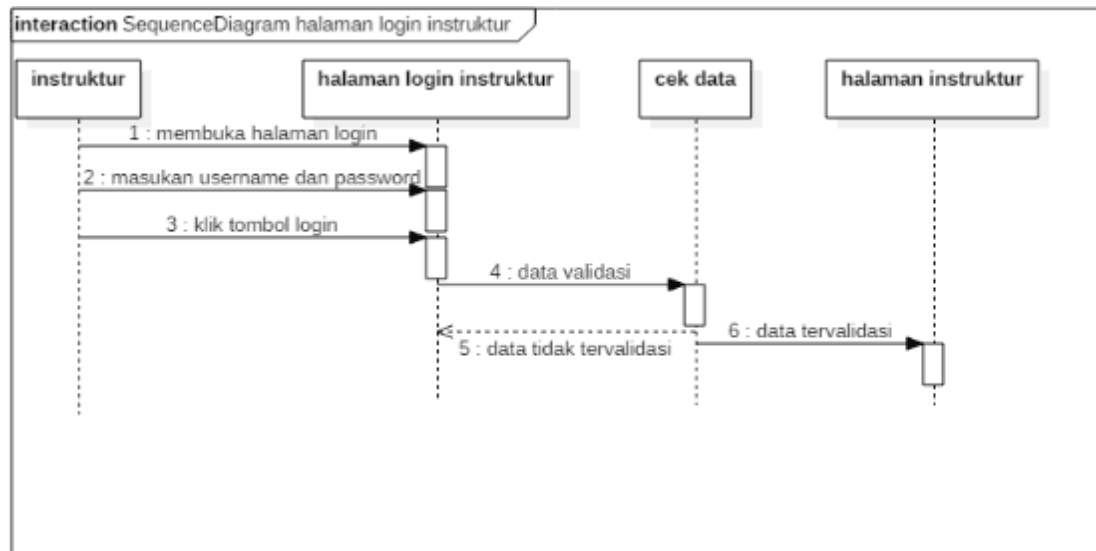 interaction SequenceDiagram halaman login instruktur
instruktur
halaman login instruktur
cek data
halaman instruktur
1 : membuka halaman login
2 : masukan username dan password
3 : klik tombol login
4 : data validasi
5 : data tidak tervalidasi
6 : data tervalidasi